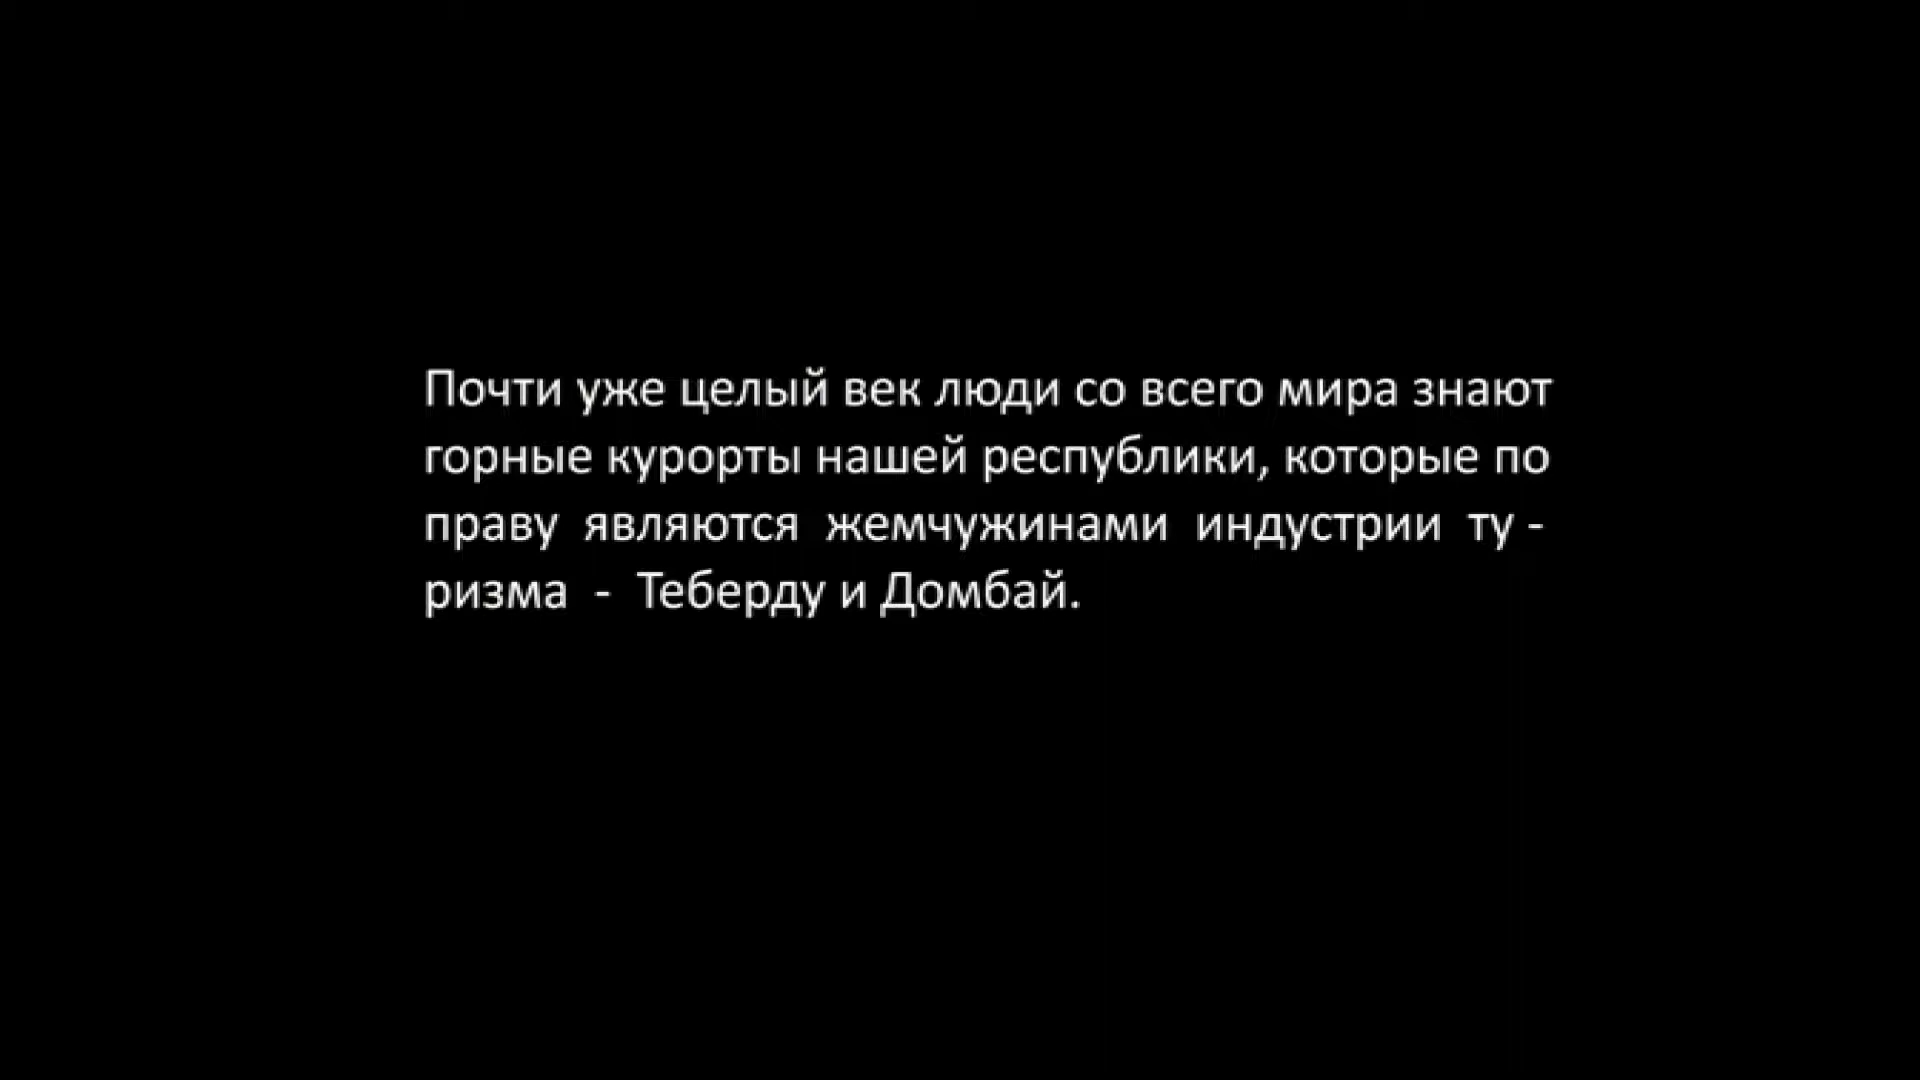 Почти уже целый век люди со всего мира знают
горные курорты нашей республики, которые по
праву являются жемчужинами индустрии ту -
ризма - Теберду и Домбай.